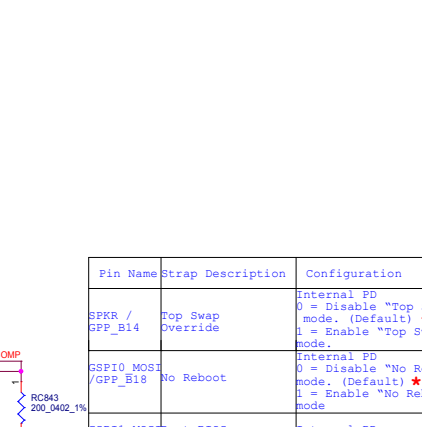 Pin Name Strap Description Configuration
Internal PD
0 = Disable “Top
SPKR / Top Swap mode. (Default)
GPP_B14 Override 1 = Enable “Top S
mode.
Internal PD
GSPI0_MOSI 0 = Disable “No R
/GPP_B18 No Reboot mode. (Default) *
1 = Enable “No Re
mode
OMP
1
RC843
200_0402_1%